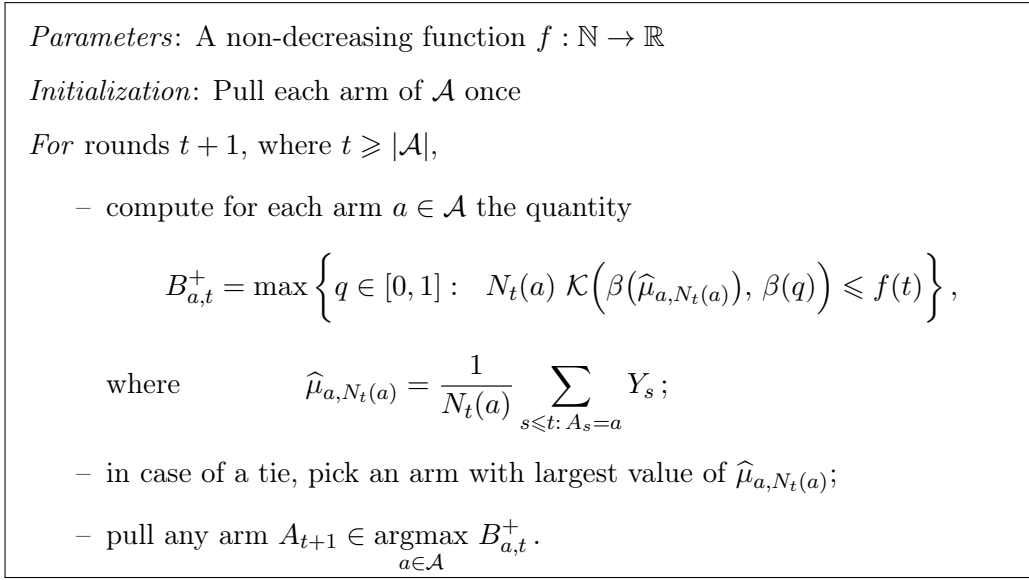 Parameters: A non-decreasing function f : ℕ → ℝ
Initialization: Pull each arm of 𝒜 once
For rounds t + 1, where t ⩾ |𝒜|,
– compute for each arm a ∈ 𝒜 the quantity
B⁺_{a,t} = max { q ∈ [0, 1] : N_t(a) 𝒦( β(μ̂_{a,N_t(a)}), β(q) ) ⩽ f(t) } ,
where μ̂_{a,N_t(a)} = \frac{1}{N_t(a)} ∑_{s⩽t: A_s=a} Y_s ;
– in case of a tie, pick an arm with largest value of μ̂_{a,N_t(a)};
– pull any arm A_{t+1} ∈ argmax_{a∈𝒜} B⁺_{a,t} .